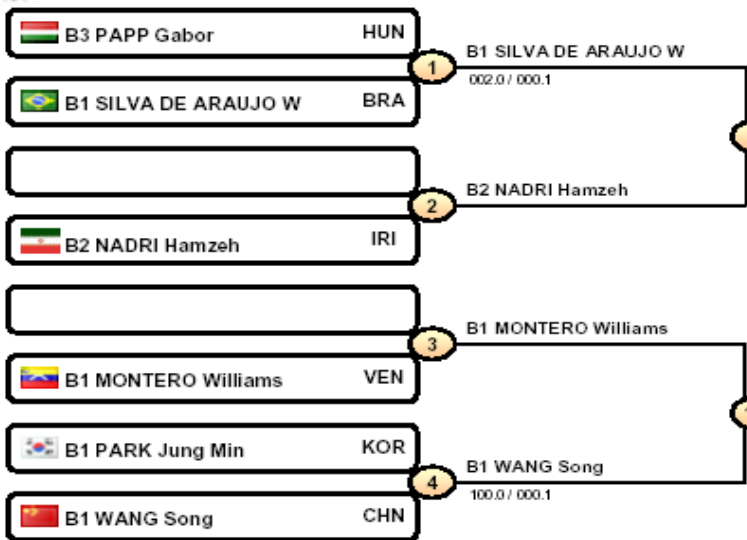 B3 PAPP Gabor HUN
1 B1 SILVA DE ARAUJO W
002.0 / 000.1
B1 SILVA DE ARAUJO W BRA
2 B2 NADRI Hamzeh
B2 NADRI Hamzeh IRI
3 B1 MONTERO Williams
B1 MONTERO Williams VEN
B1 PARK Jung Min KOR
4 B1 WANG Song
100.0 / 000.1
B1 WANG Song CHN